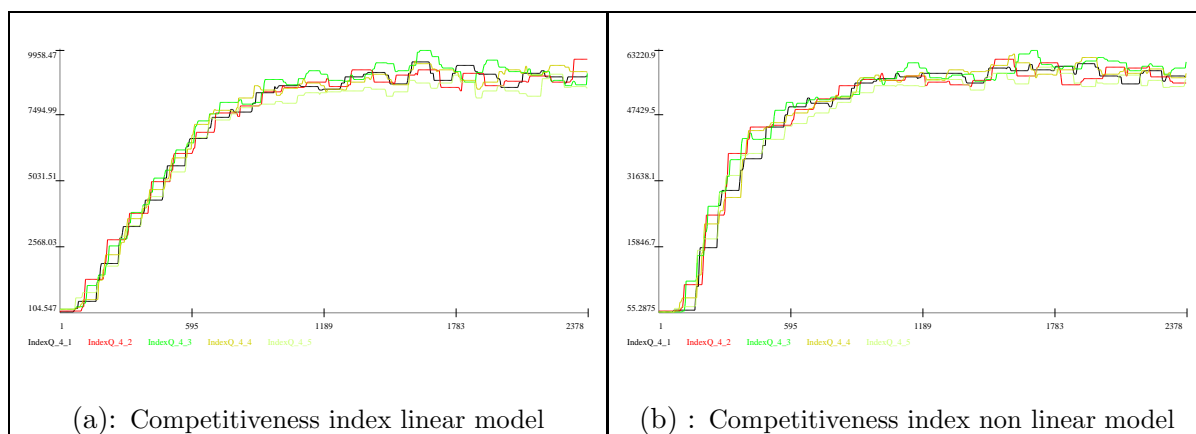 9958.47
7494.99
5031.51
2568.03
104.547
1 595 1189 1783 2378
IndexQ_4_1 IndexQ_4_2 IndexQ_4_3 IndexQ_4_4 IndexQ_4_5
(a): Competitiveness index linear model
63220.9
47429.5
31638.1
15846.7
55.2875
1 595 1189 1783 2378
IndexQ_4_1 IndexQ_4_2 IndexQ_4_3 IndexQ_4_4 IndexQ_4_5
(b) : Competitiveness index non linear model